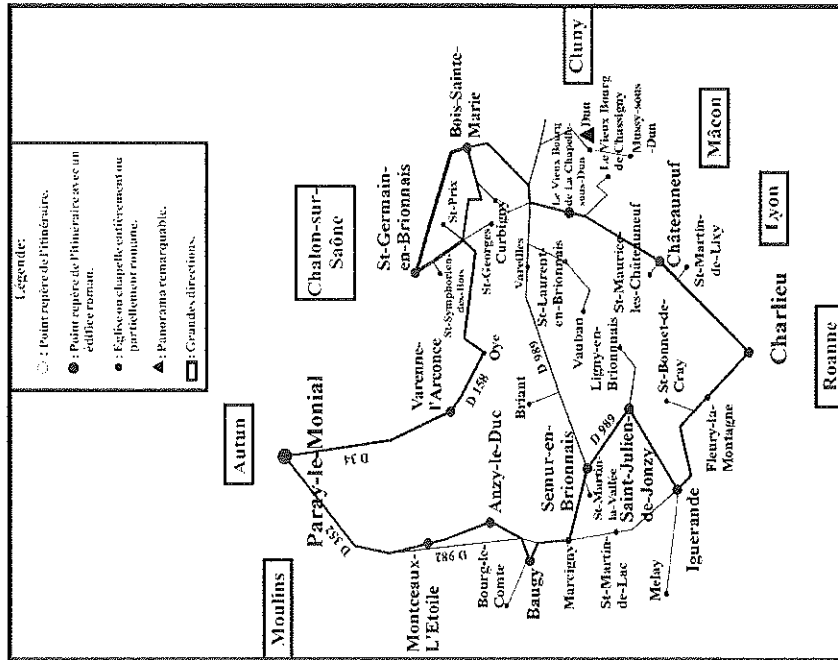 Légende:
: Point repère de l'itinéraire.
: Point repère de l'itinéraire avec un
édifice roman.
: Eglise ou chapelle entièrement ou
partiellement romane.
: Panorama remarquable.
: Grandes directions.
Moulins
Autun
Chalon-sur-
Saône
Cluny
Mâcon
Lyon
Roanne
Paray-le-Monial
D 352
D 34
Montceaux-
L'Etoile
D 982
Anzy-le-Duc
Bourg-le-
Comte
Baugy
Marcigny
Varenne-
l'Arconce
D 158
Oyé
St-Germain-
en-Brionnais
St-Symphorien-
des-Bois
St-Prix
St-Georges
Curbigny
Bois-Sainte-
Marie
Vareilles
D 989
Briant
Semur-en-
Brionnais
D 989
St-Martin-
la-Vallée
Saint-Julien-
de-Jonzy
St-Martin-
de-Lac
Melay
Iguerande
St-Laurent-
en-Brionnais
Vauban
Ligny-en-
Brionnais
St-Bonnet-de-
Cray
Fleury-la-
Montagne
Charlieu
Le Vieux Bourg
de La Chapelle-
sous-Dun
Dun
Le Vieux Bourg
de Chassigny
Mussy-sous
-Dun
St-Maurice-
les-Châteauneuf
Châteauneuf
St-Martin-
de-Lixy